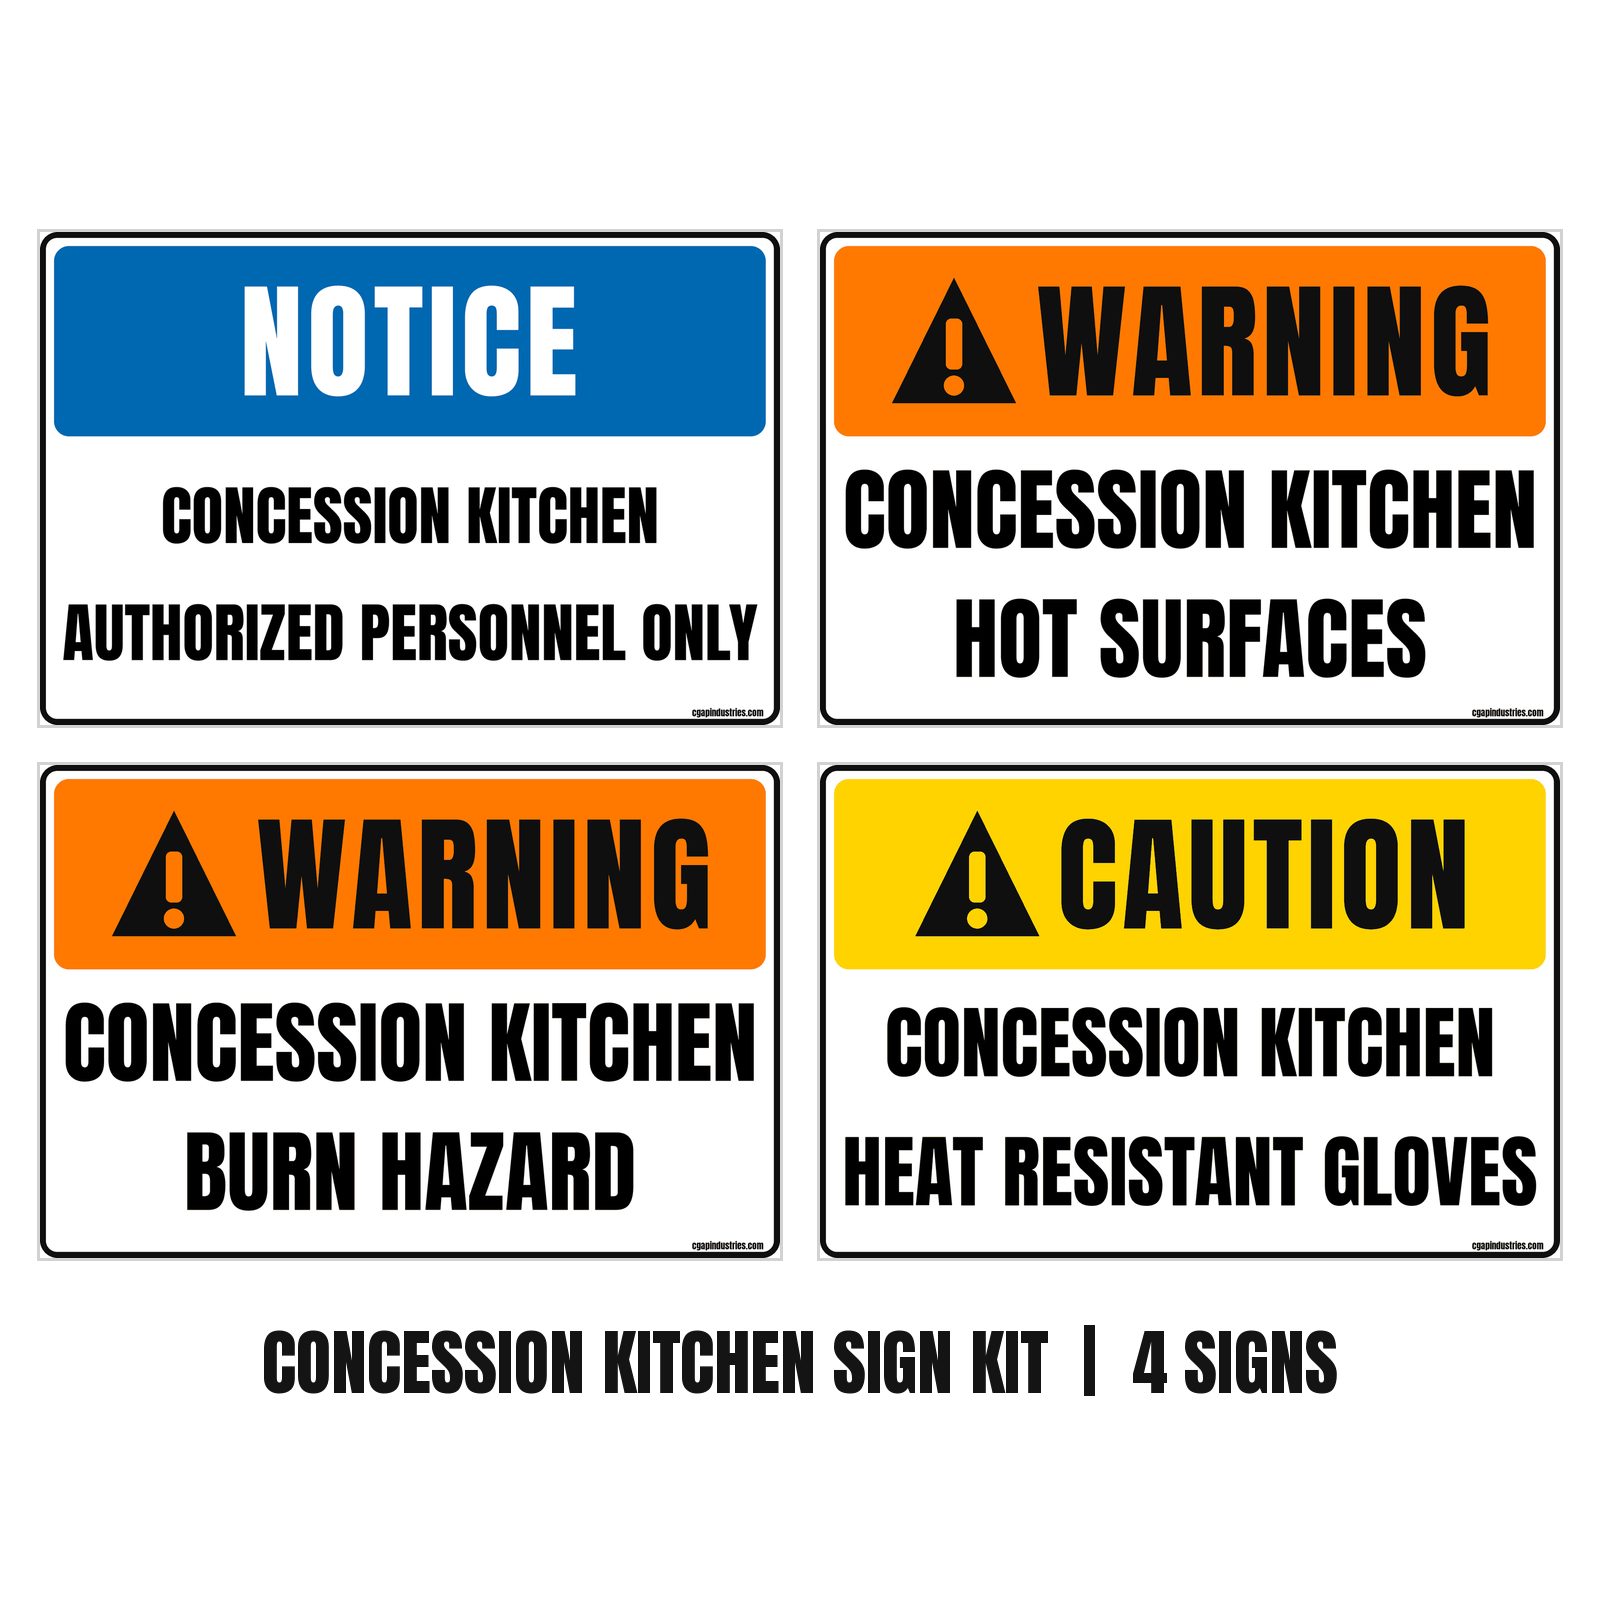 NOTICE
CONCESSION KITCHEN
AUTHORIZED PERSONNEL ONLY
cgapindustries.com
WARNING
CONCESSION KITCHEN
HOT SURFACES
cgapindustries.com
WARNING
CONCESSION KITCHEN
BURN HAZARD
cgapindustries.com
CAUTION
CONCESSION KITCHEN
HEAT RESISTANT GLOVES
cgapindustries.com
CONCESSION KITCHEN SIGN KIT | 4 SIGNS